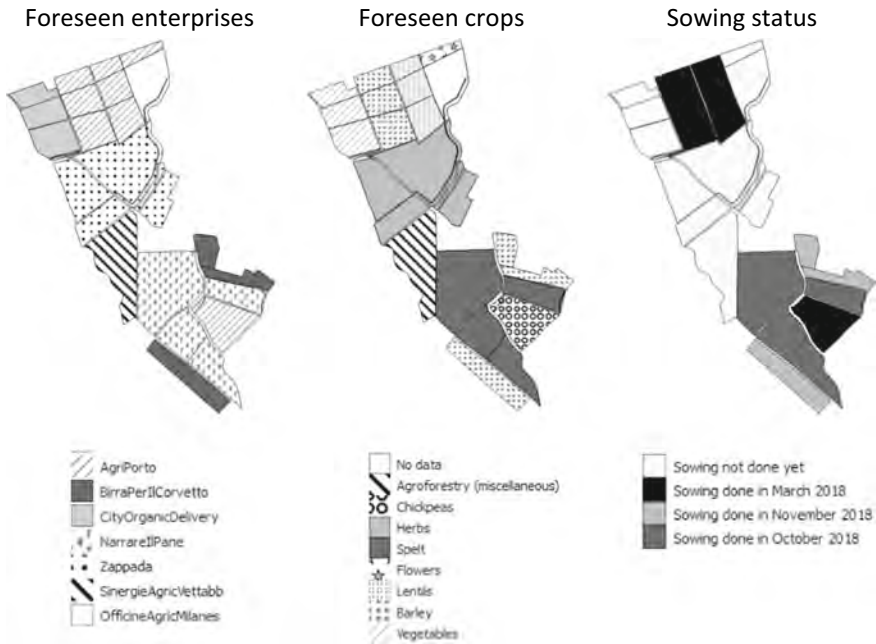 Foreseen enterprises
Foreseen crops
Sowing status
AgriPorto
BirraPerIlCorvetto
CityOrganicDelivery
NarrareIlPane
Zappada
SinergieAgricVettabb
OfficineAgricMilanes
No data
Agroforestry (miscellaneous)
Chickpeas
Herbs
Spelt
Flowers
Lentils
Barley
Vegetables
Sowing not done yet
Sowing done in March 2018
Sowing done in November 2018
Sowing done in October 2018